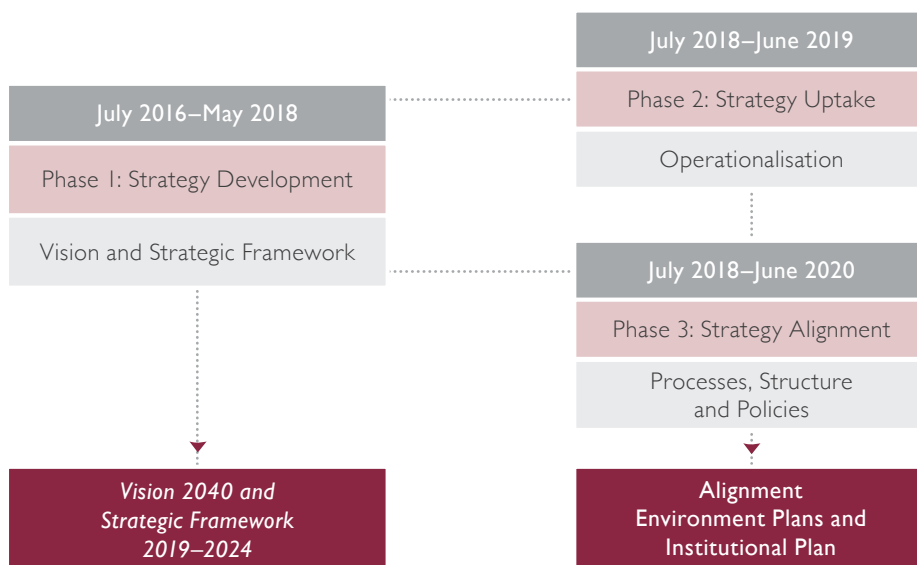 July 2016–May 2018
Phase 1: Strategy Development
Vision and Strategic Framework
Vision 2040 and
Strategic Framework
2019–2024
July 2018–June 2019
Phase 2: Strategy Uptake
Operationalisation
July 2018–June 2020
Phase 3: Strategy Alignment
Processes, Structure
and Policies
Alignment
Environment Plans and
Institutional Plan